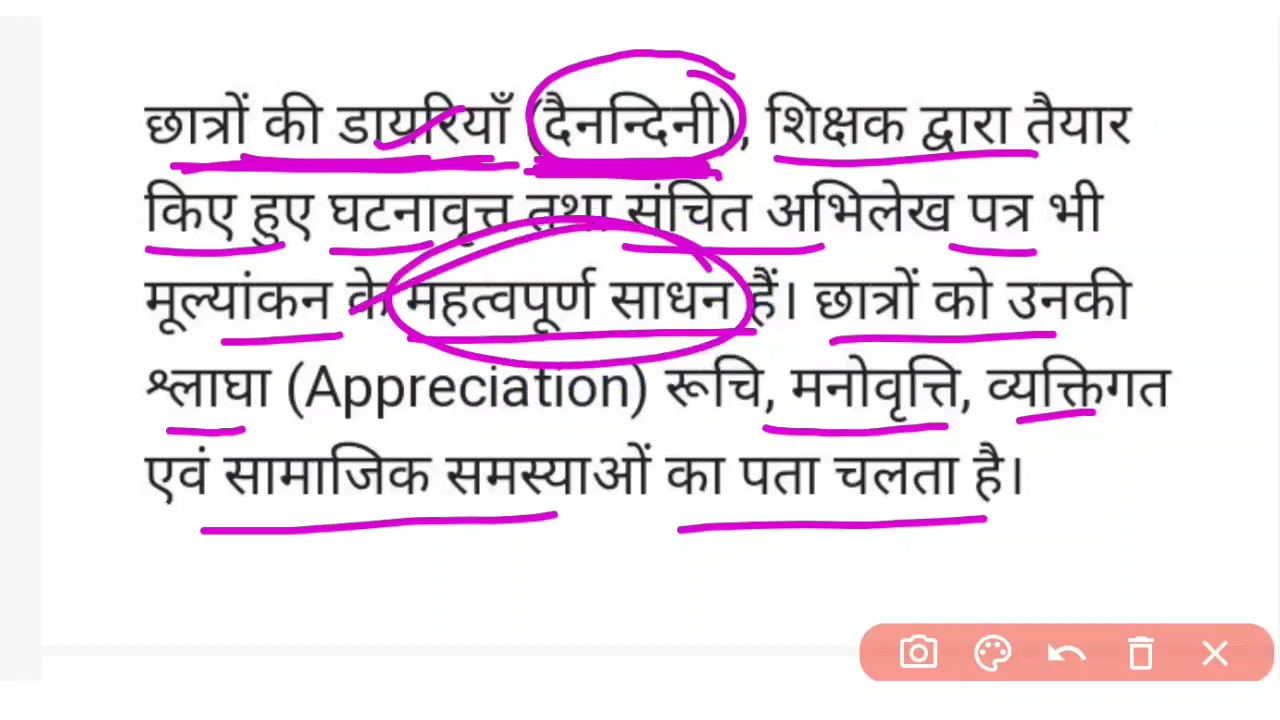 छात्रों की डायरियाँ (दैनन्दिनी), शिक्षक द्वारा तैयार
किए हुए घटनावृत्त तथा संचित अभिलेख पत्र भी
मूल्यांकन के महत्वपूर्ण साधन हैं। छात्रों को उनकी
श्लाघा (Appreciation) रूचि, मनोवृत्ति, व्यक्तिगत
एवं सामाजिक समस्याओं का पता चलता है।